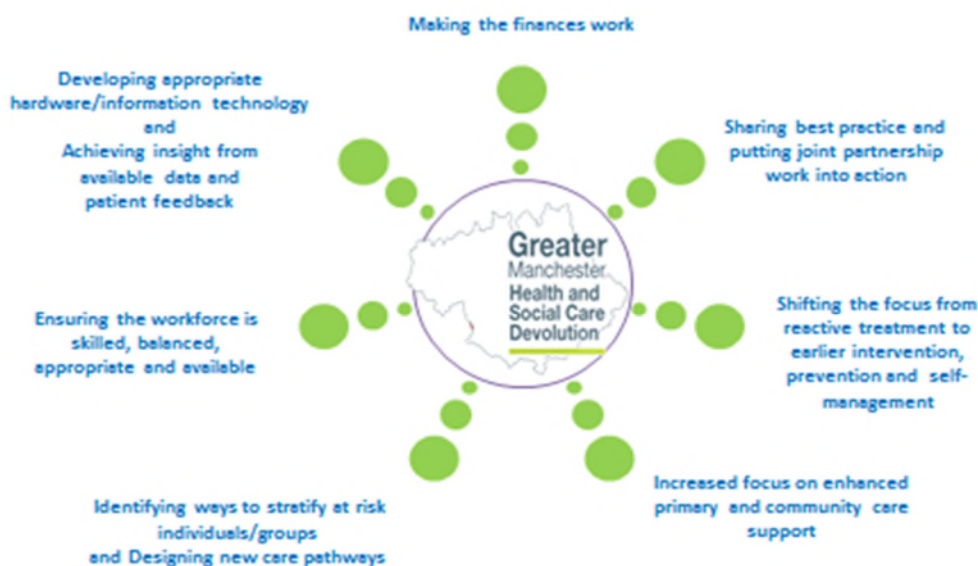 Making the finances work
Developing appropriate
hardware/information technology
and
Achieving insight from
available data and
patient feedback
Sharing best practice and
putting joint partnership
work into action
Greater
Manchester
Health and
Social Care
Devolution
Ensuring the workforce is
skilled, balanced,
appropriate and available
Shifting the focus from
reactive treatment to
earlier intervention,
prevention and self-
management
Identifying ways to stratify at risk
individuals/groups
and Designing new care pathways
Increased focus on enhanced
primary and community care
support